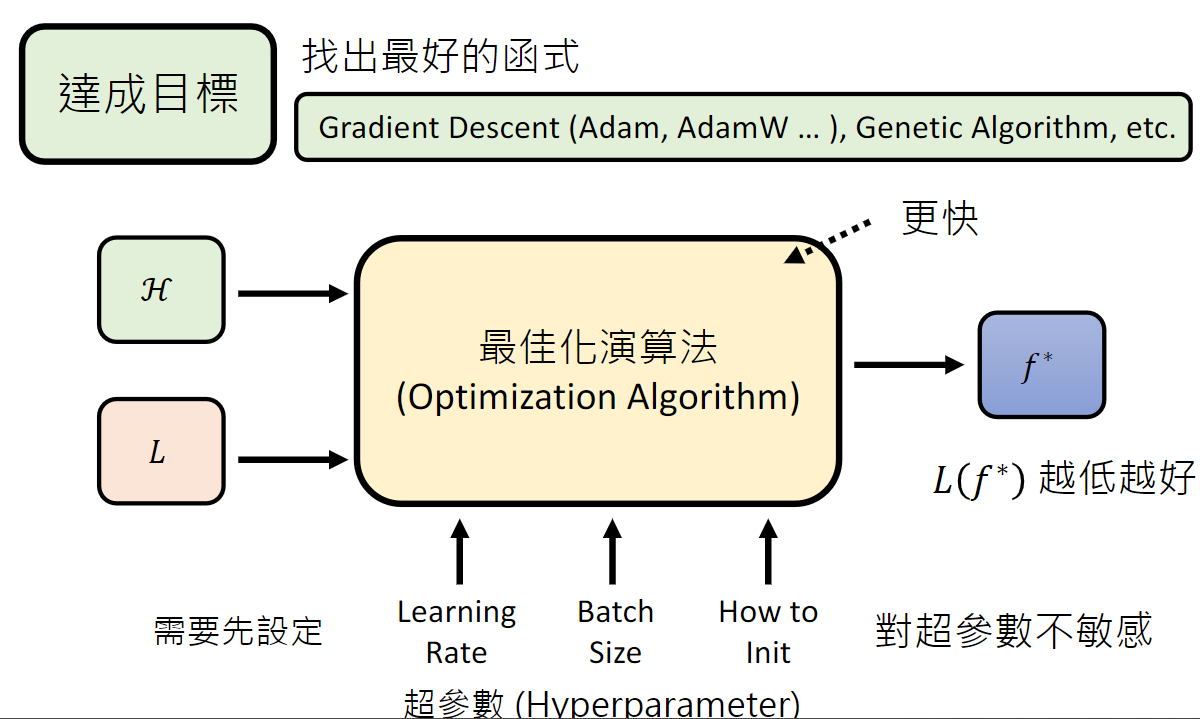 達成目標
找出最好的函式
Gradient Descent (Adam, AdamW … ), Genetic Algorithm, etc.
更快
ℋ
最佳化演算法
(Optimization Algorithm)
f*
L
L(f*) 越低越好
需要先設定
Learning
Rate
Batch
Size
How to
Init
對超參數不敏感
超參數 (Hyperparameter)